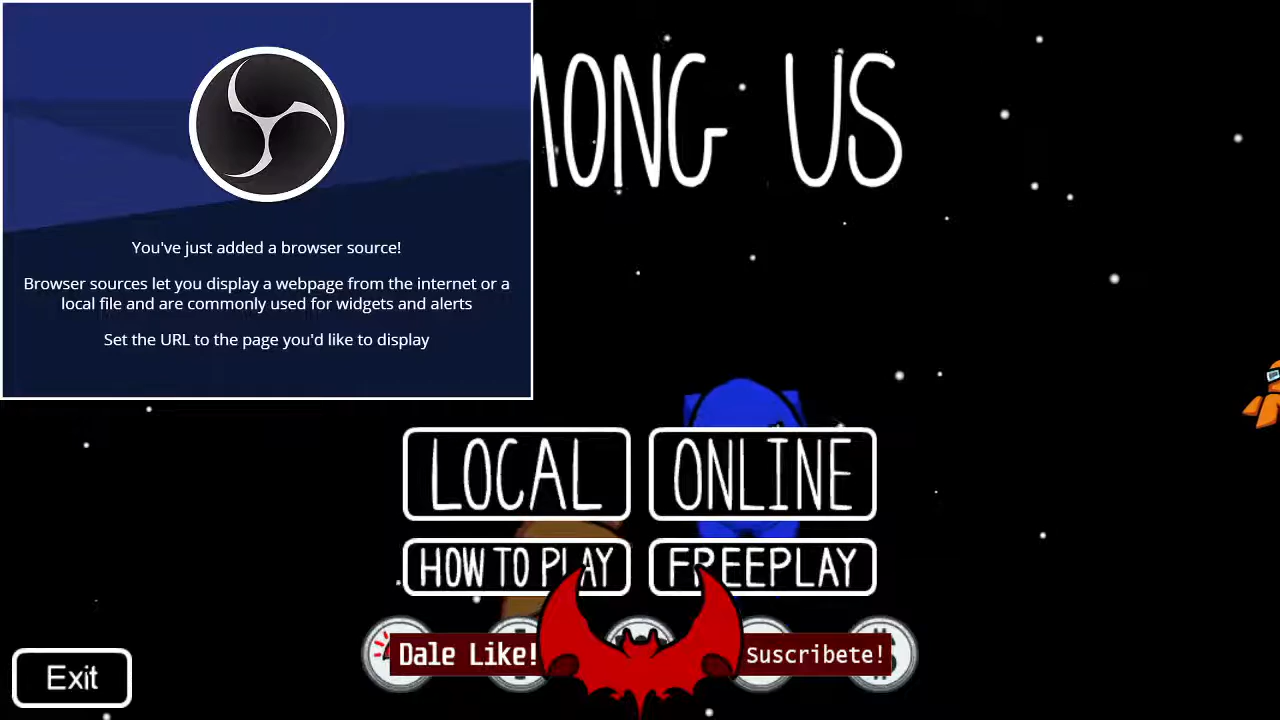 You've just added a browser source!
Browser sources let you display a webpage from the internet or a
local file and are commonly used for widgets and alerts
Set the URL to the page you'd like to display
MONG US
LOCAL
ONLINE
HOW TO PLAY
FREEPLAY
Dale Like!
Suscribete!
Exit